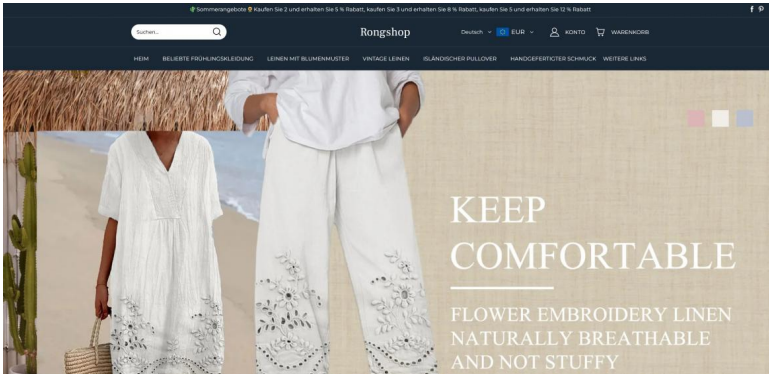 Sommerangebote Kaufen Sie 2 und erhalten Sie 5 % Rabatt, kaufen Sie 3 und erhalten Sie 8 % Rabatt, kaufen Sie 5 und erhalten Sie 12 % Rabatt
Suchen... Rongshop Deutsch EUR KONTO WARENKORB
HEIM BELIEBTE FRÜHLINGSKLEIDUNG LEINEN MIT BLUMENMUSTER VINTAGE LEINEN ISLÄNDISCHER PULLOVER HANDGEFERTIGTER SCHMUCK WEITERE LINKS
KEEP
COMFORTABLE
FLOWER EMBROIDERY LINEN
NATURALLY BREATHABLE
AND NOT STUFFY